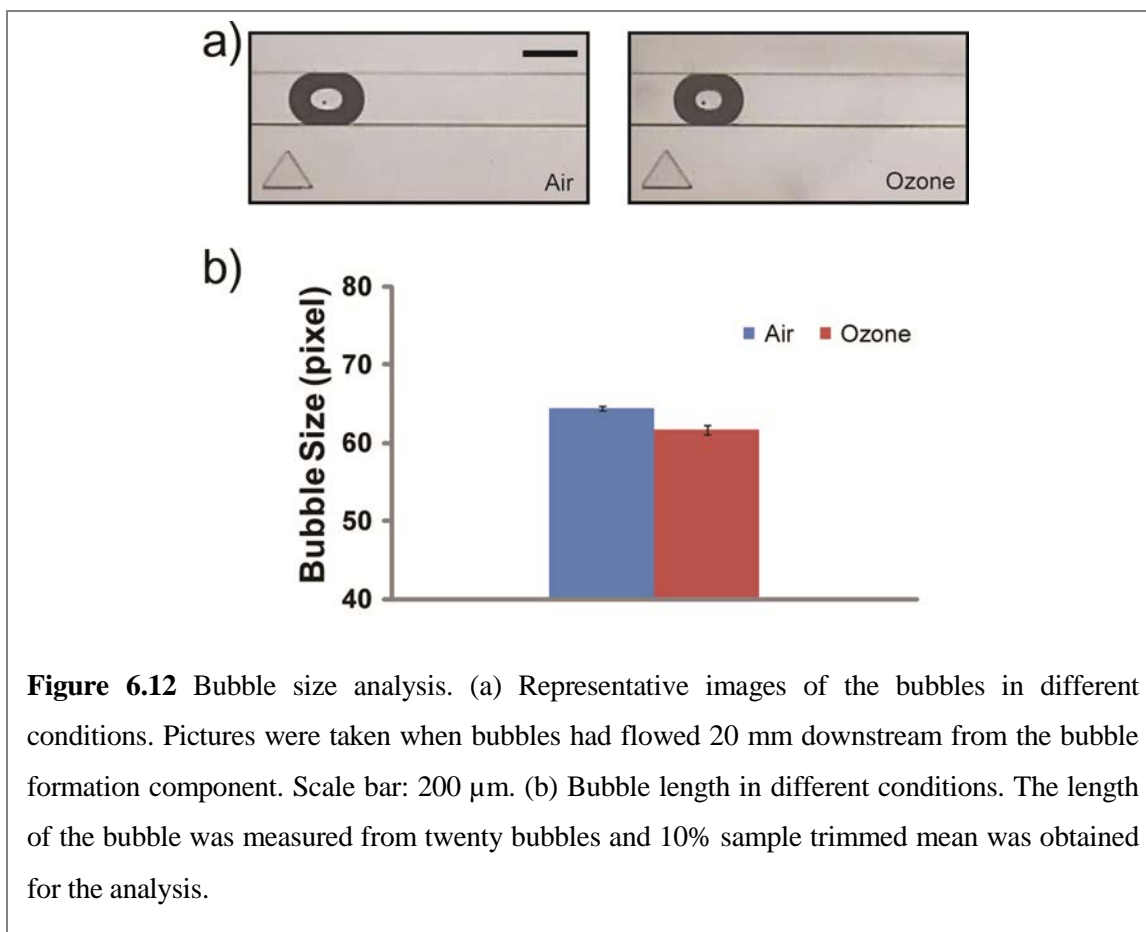 a)
Air
Ozone
b)
Bubble Size (pixel)
80
70
60
50
40
Air
Ozone
Figure 6.12 Bubble size analysis. (a) Representative images of the bubbles in different
conditions. Pictures were taken when bubbles had flowed 20 mm downstream from the bubble
formation component. Scale bar: 200 µm. (b) Bubble length in different conditions. The length
of the bubble was measured from twenty bubbles and 10% sample trimmed mean was obtained
for the analysis.